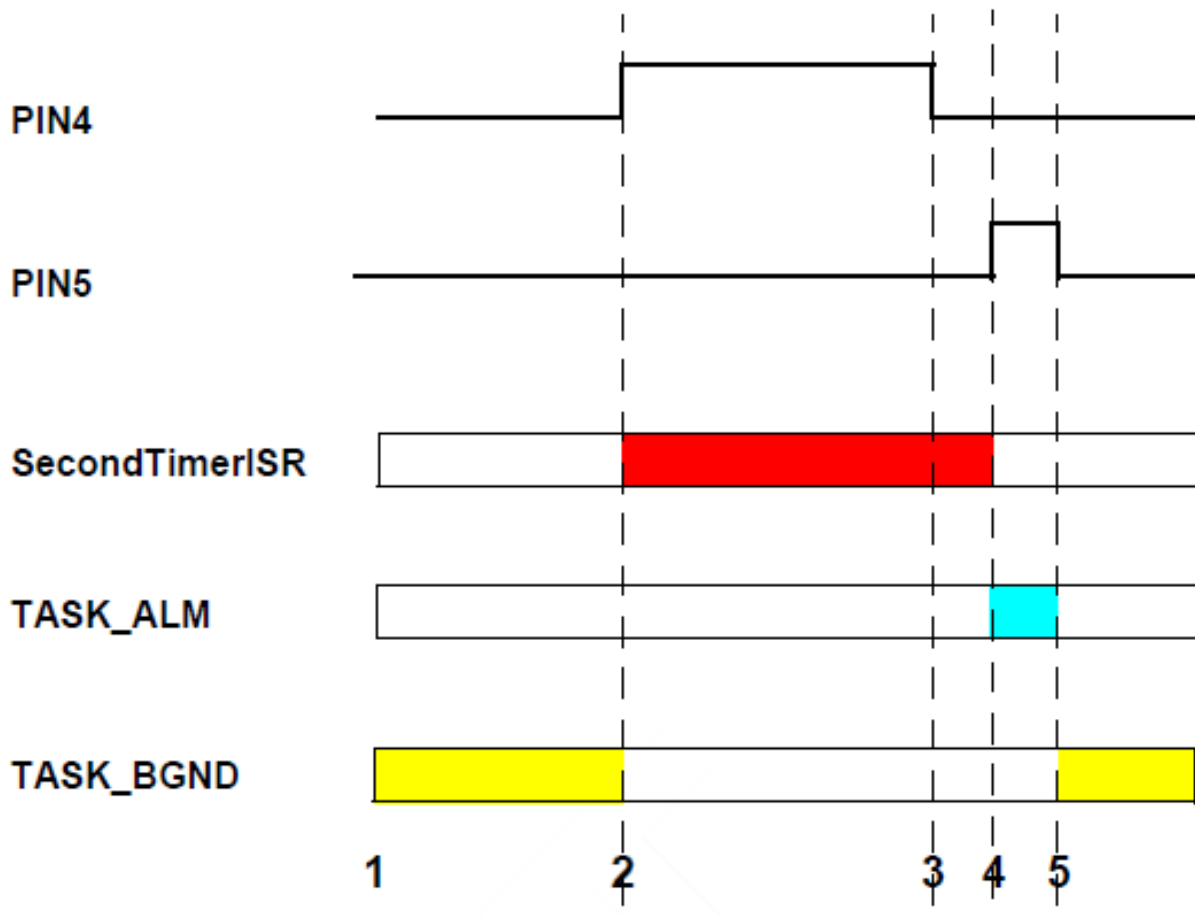 PIN4
PIN5
SecondTimerISR
TASK_ALM
TASK_BGND
1 2 3 4 5